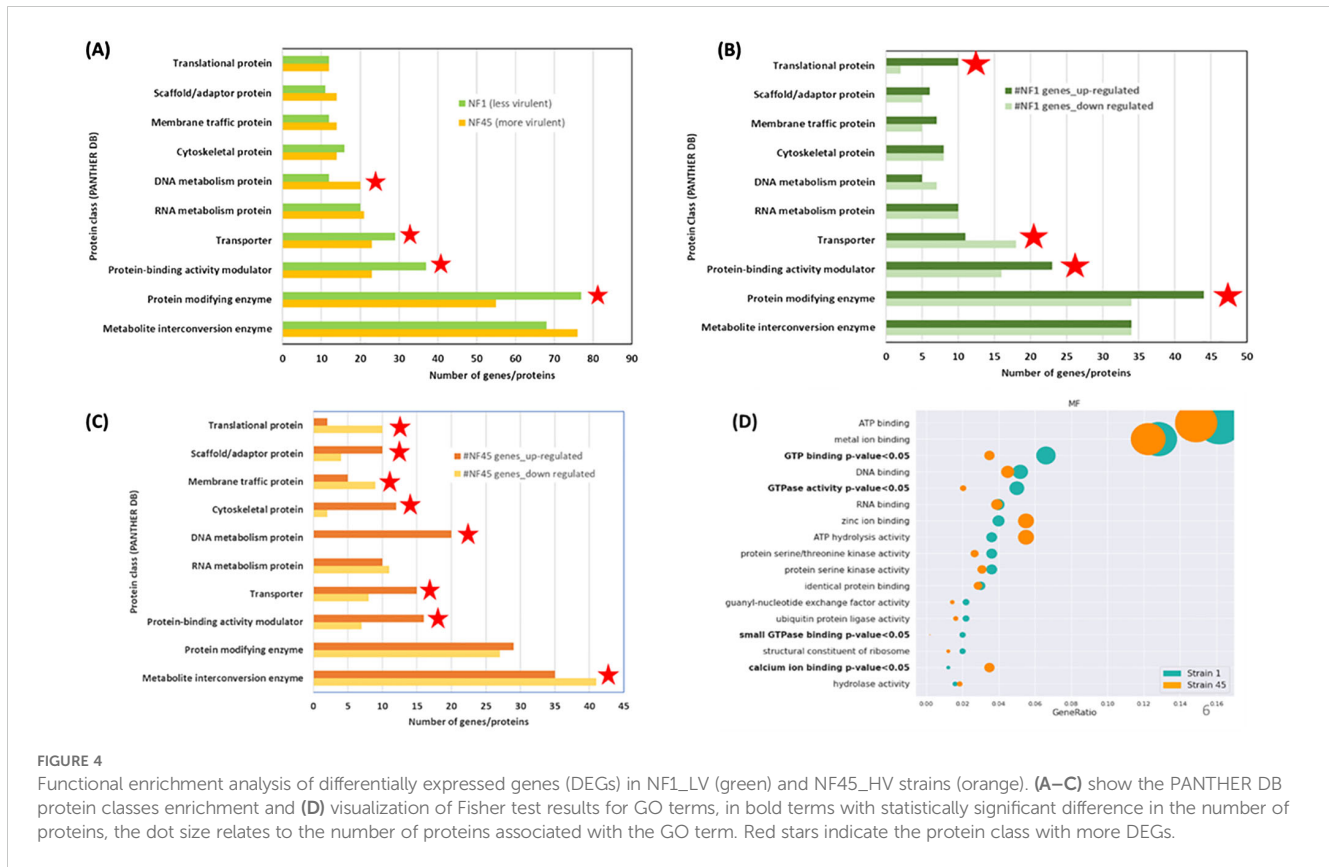 (A)
Protein class (PANTHER DB)
Translational protein
Scaffold/adaptor protein
Membrane traffic protein
Cytoskeletal protein
DNA metabolism protein
RNA metabolism protein
Transporter
Protein-binding activity modulator
Protein modifying enzyme
Metabolite interconversion enzyme
NF1 (less virulent)
NF45 (more virulent)
0 10 20 30 40 50 60 70 80 90
Number of genes/proteins
(B)
Protein Class (PANTHER DB)
Translational protein
Scaffold/adaptor protein
Membrane traffic protein
Cytoskeletal protein
DNA metabolism protein
RNA metabolism protein
Transporter
Protein-binding activity modulator
Protein modifying enzyme
Metabolite interconversion enzyme
#NF1 genes_up-regulated
#NF1 genes_down regulated
0 5 10 15 20 25 30 35 40 45 50
Number of genes/proteins
(C)
Protein class (PANTHER DB)
Translational protein
Scaffold/adaptor protein
Membrane traffic protein
Cytoskeletal protein
DNA metabolism protein
RNA metabolism protein
Transporter
Protein-binding activity modulator
Protein modifying enzyme
Metabolite interconversion enzyme
#NF45 genes_up-regulated
#NF45 genes_down regulated
0 5 10 15 20 25 30 35 40 45
Number of genes/proteins
(D)
MF
ATP binding
metal ion binding
GTP binding p-value<0.05
DNA binding
GTPase activity p-value<0.05
RNA binding
zinc ion binding
ATP hydrolysis activity
protein serine/threonine kinase activity
protein serine kinase activity
identical protein binding
guanyl-nucleotide exchange factor activity
ubiquitin protein ligase activity
small GTPase binding p-value<0.05
structural constituent of ribosome
calcium ion binding p-value<0.05
hydrolase activity
Strain 1
Strain 45
0.00 0.02 0.04 0.06 0.08 0.10 0.12 0.14 0.16
GeneRatio
6
FIGURE 4
Functional enrichment analysis of differentially expressed genes (DEGs) in NF1_LV (green) and NF45_HV strains (orange). (A–C) show the PANTHER DB
protein classes enrichment and (D) visualization of Fisher test results for GO terms, in bold terms with statistically significant difference in the number of
proteins, the dot size relates to the number of proteins associated with the GO term. Red stars indicate the protein class with more DEGs.